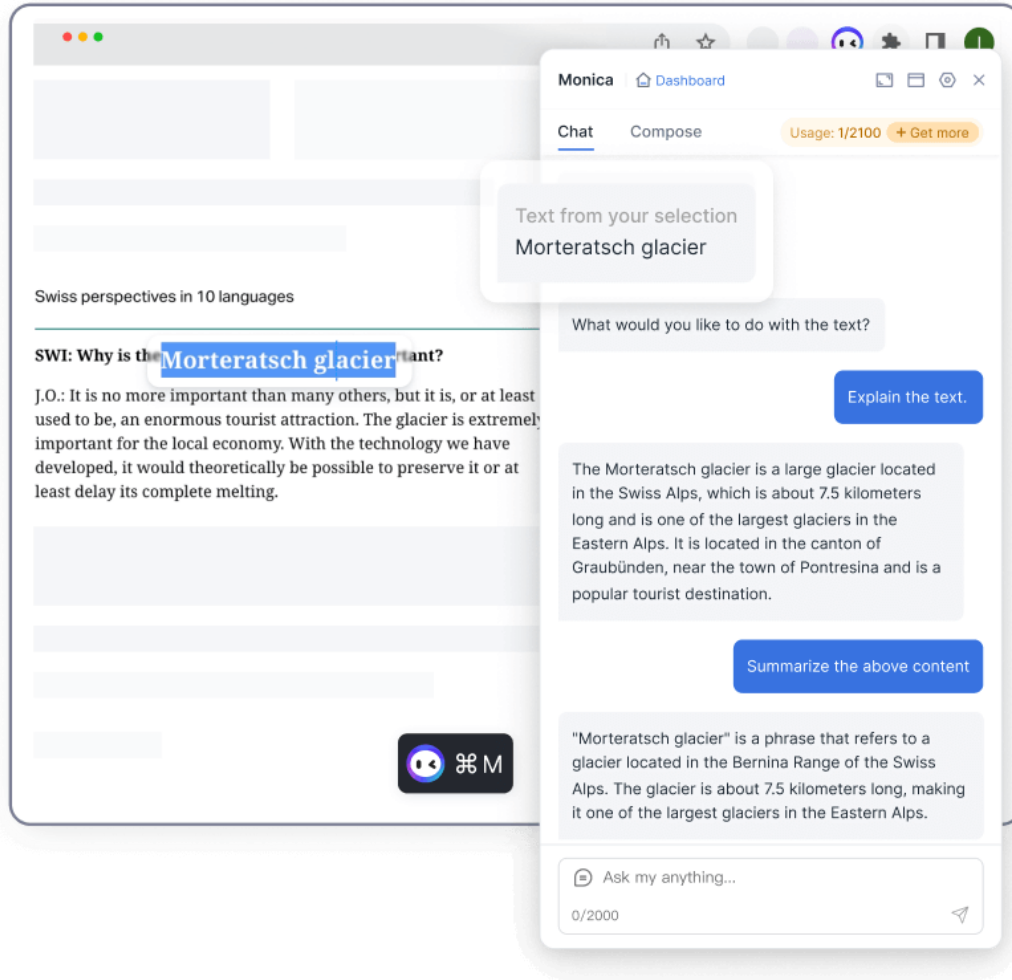 Monica
Dashboard
Chat
Compose
Usage: 1/2100
+ Get more
Text from your selection
Morteratsch glacier
Swiss perspectives in 10 languages
SWI: Why is the Morteratsch glacier tant?
J.O.: It is no more important than many others, but it is, or at least
used to be, an enormous tourist attraction. The glacier is extremely
important for the local economy. With the technology we have
developed, it would theoretically be possible to preserve it or at
least delay its complete melting.
⌘ M
What would you like to do with the text?
Explain the text.
The Morteratsch glacier is a large glacier located
in the Swiss Alps, which is about 7.5 kilometers
long and is one of the largest glaciers in the
Eastern Alps. It is located in the canton of
Graubünden, near the town of Pontresina and is a
popular tourist destination.
Summarize the above content
"Morteratsch glacier" is a phrase that refers to a
glacier located in the Bernina Range of the Swiss
Alps. The glacier is about 7.5 kilometers long, making
it one of the largest glaciers in the Eastern Alps.
Ask my anything...
0/2000